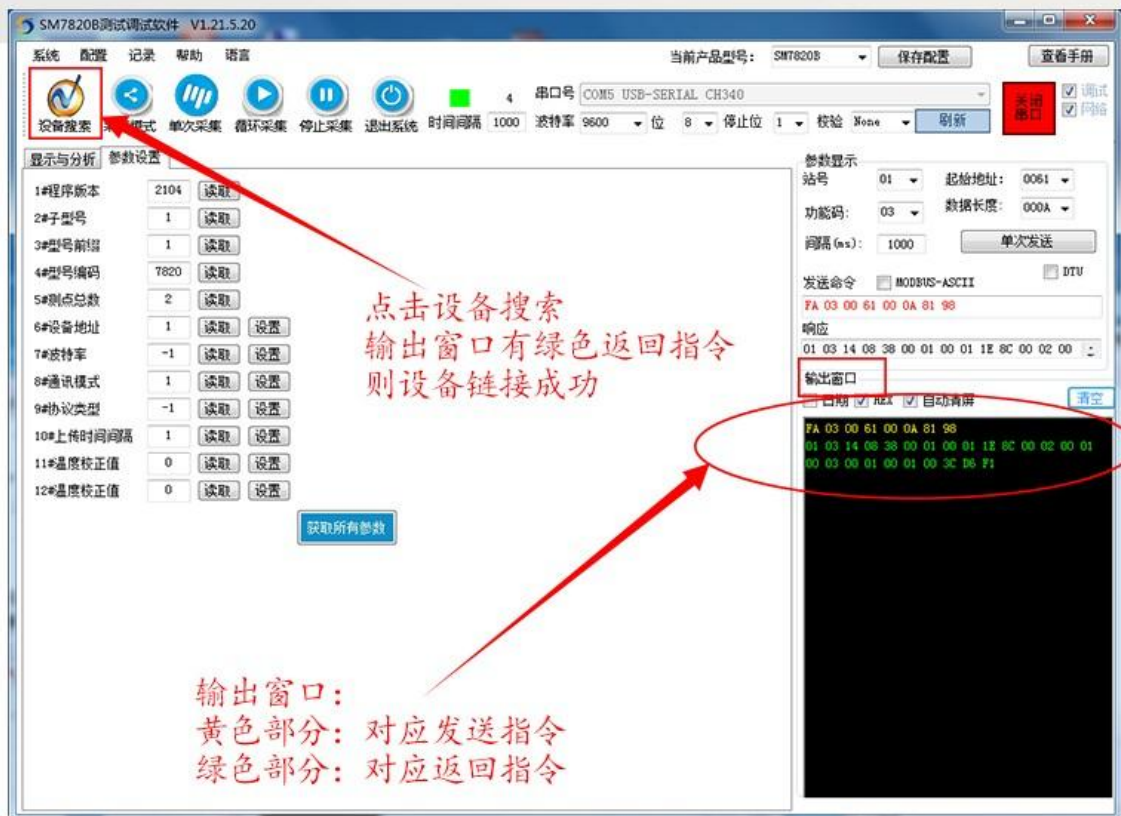 SM7820B测试调试软件 V1.21.5.20
系统 配置 记录 帮助 语言
当前产品型号: SM7820B 保存配置 查看手册
4 串口号 COM5 USB-SERIAL CH340
关闭串口
调试
网络
设备搜索 单次采集 循环采集 停止采集 退出系统 时间间隔 1000 波特率 9600 位 8 停止位 1 校验 None 刷新
显示与分析 参数设置
1#程序版本 2104 读取
2#子型号 1 读取
3#型号前缀 1 读取
4#型号编码 7820 读取
5#测点总数 2 读取
6#设备地址 1 读取 设置
7#波特率 -1 读取 设置
8#通讯模式 1 读取 设置
9#协议类型 -1 读取 设置
10#上传时间间隔 1 读取 设置
11#温度校正值 0 读取 设置
12#温度校正值 0 读取 设置
获取所有参数
点击设备搜索
输出窗口有绿色返回指令
则设备链接成功
输出窗口:
黄色部分: 对应发送指令
绿色部分: 对应返回指令
参数显示
站号 01 起始地址: 0061
功能码: 03 数据长度: 000A
间隔(ms): 1000 单次发送
发送命令 MODBUS-ASCII DTU
FA 03 00 61 00 0A 81 98
响应
01 03 14 08 38 00 01 00 01 1E 8C 00 02 00
输出窗口
日期 HEX 自动清屏 清空
FA 03 00 61 00 0A 81 98
01 03 14 08 38 00 01 00 01 1E 8C 00 02 00 01
00 03 00 01 00 01 00 3C D6 F1